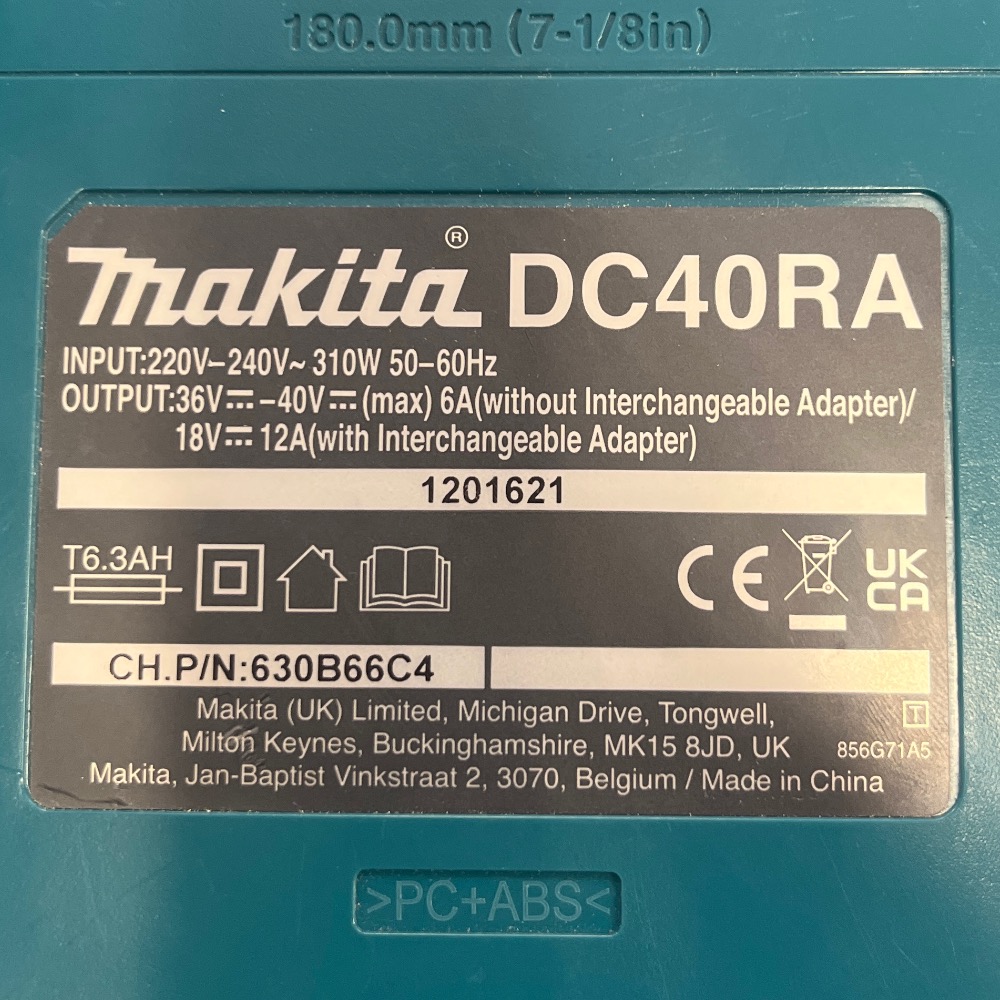 180.0mm (7-1/8in)
makita® DC40RA
INPUT:220V–240V~ 310W 50–60Hz
OUTPUT:36V⎓ –40V⎓ (max) 6A(without Interchangeable Adapter)/
18V⎓ 12A(with Interchangeable Adapter)
1201621
T6.3AH
CE UK
CA
CH.P/N:630B66C4
Makita (UK) Limited, Michigan Drive, Tongwell,
T
Milton Keynes, Buckinghamshire, MK15 8JD, UK 856G71A5
Makita, Jan-Baptist Vinkstraat 2, 3070, Belgium / Made in China
>PC+ABS<